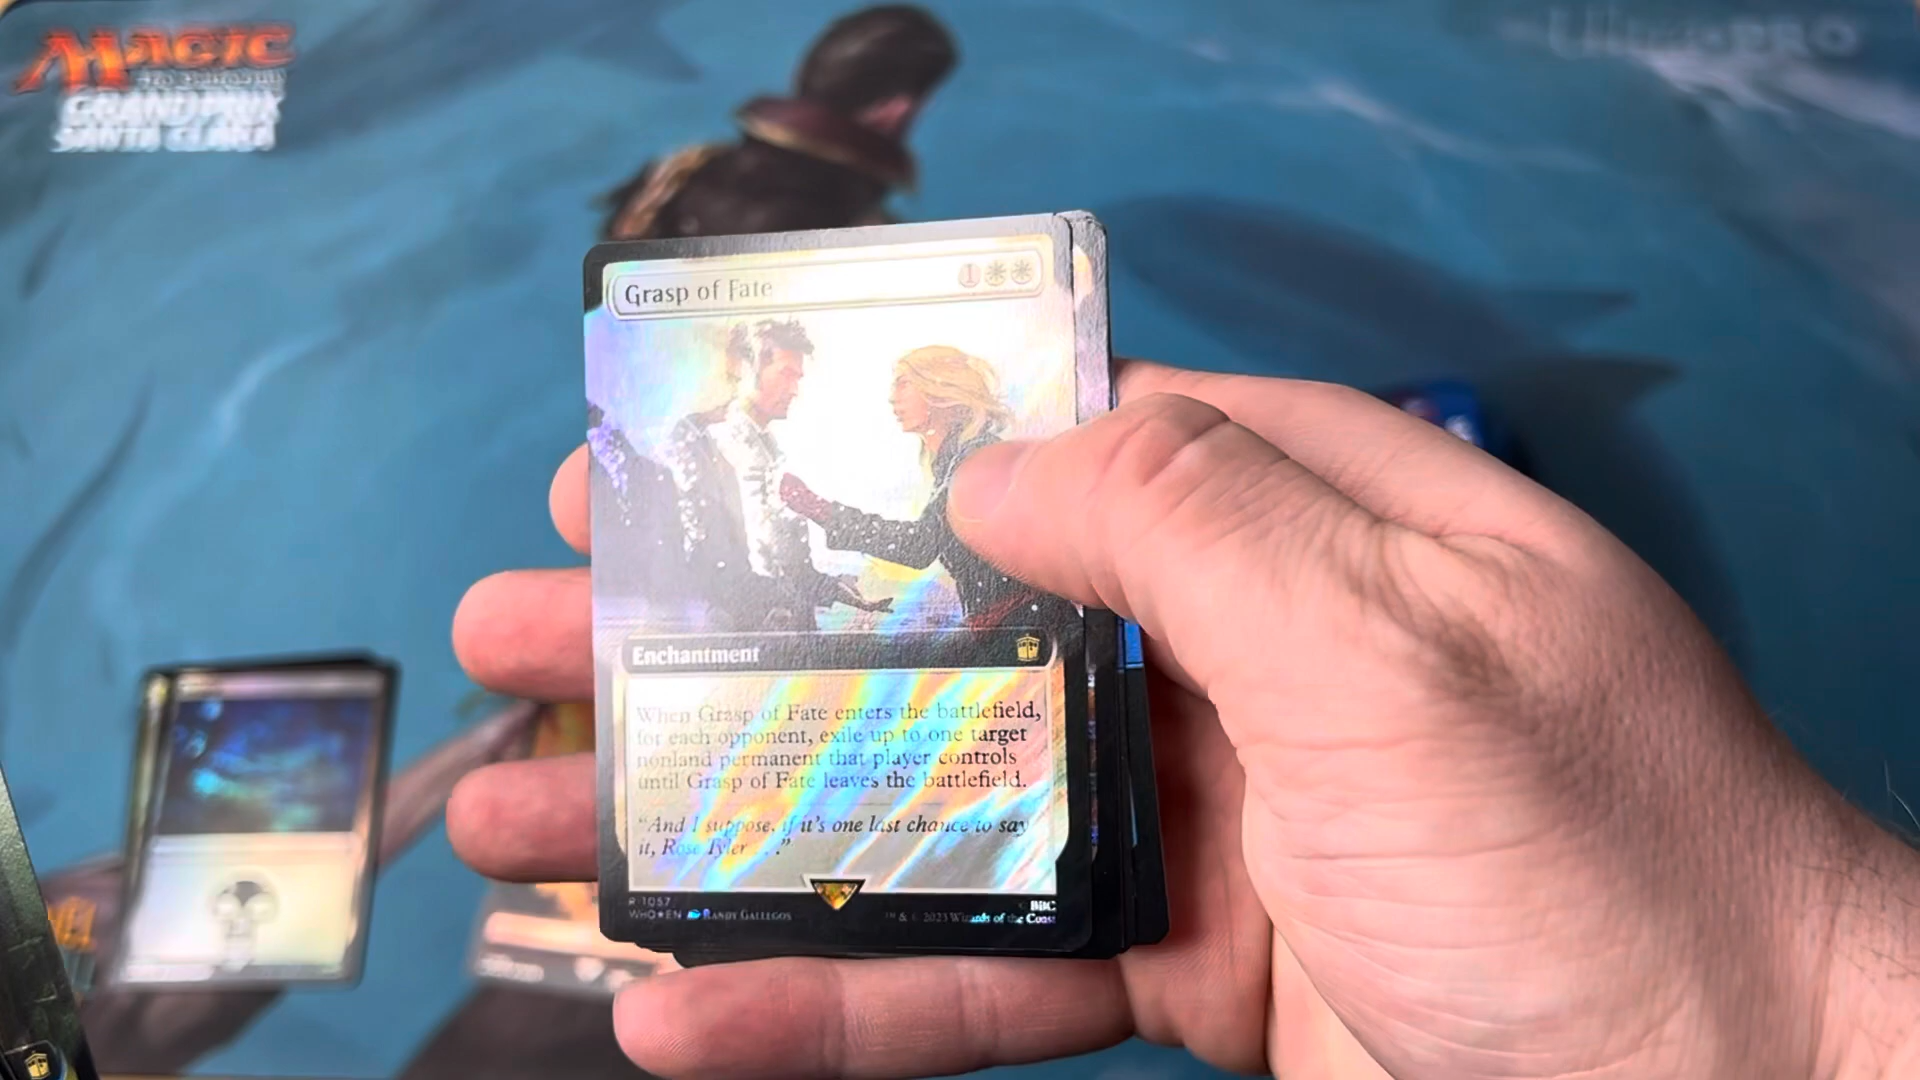 MAGIC
GRAND PRIX
SANTA CLARA
Ultra•PRO
Grasp of Fate
1
Enchantment
When Grasp of Fate enters the battlefield,
for each opponent, exile up to one target
nonland permanent that player controls
until Grasp of Fate leaves the battlefield.
"And I suppose, if it's one last chance to say
it, Rose Tyler . . ."
R 1057
WHO★EN RANDY GALLEGOS
BBC
™ & © 2023 Wizards of the Coast